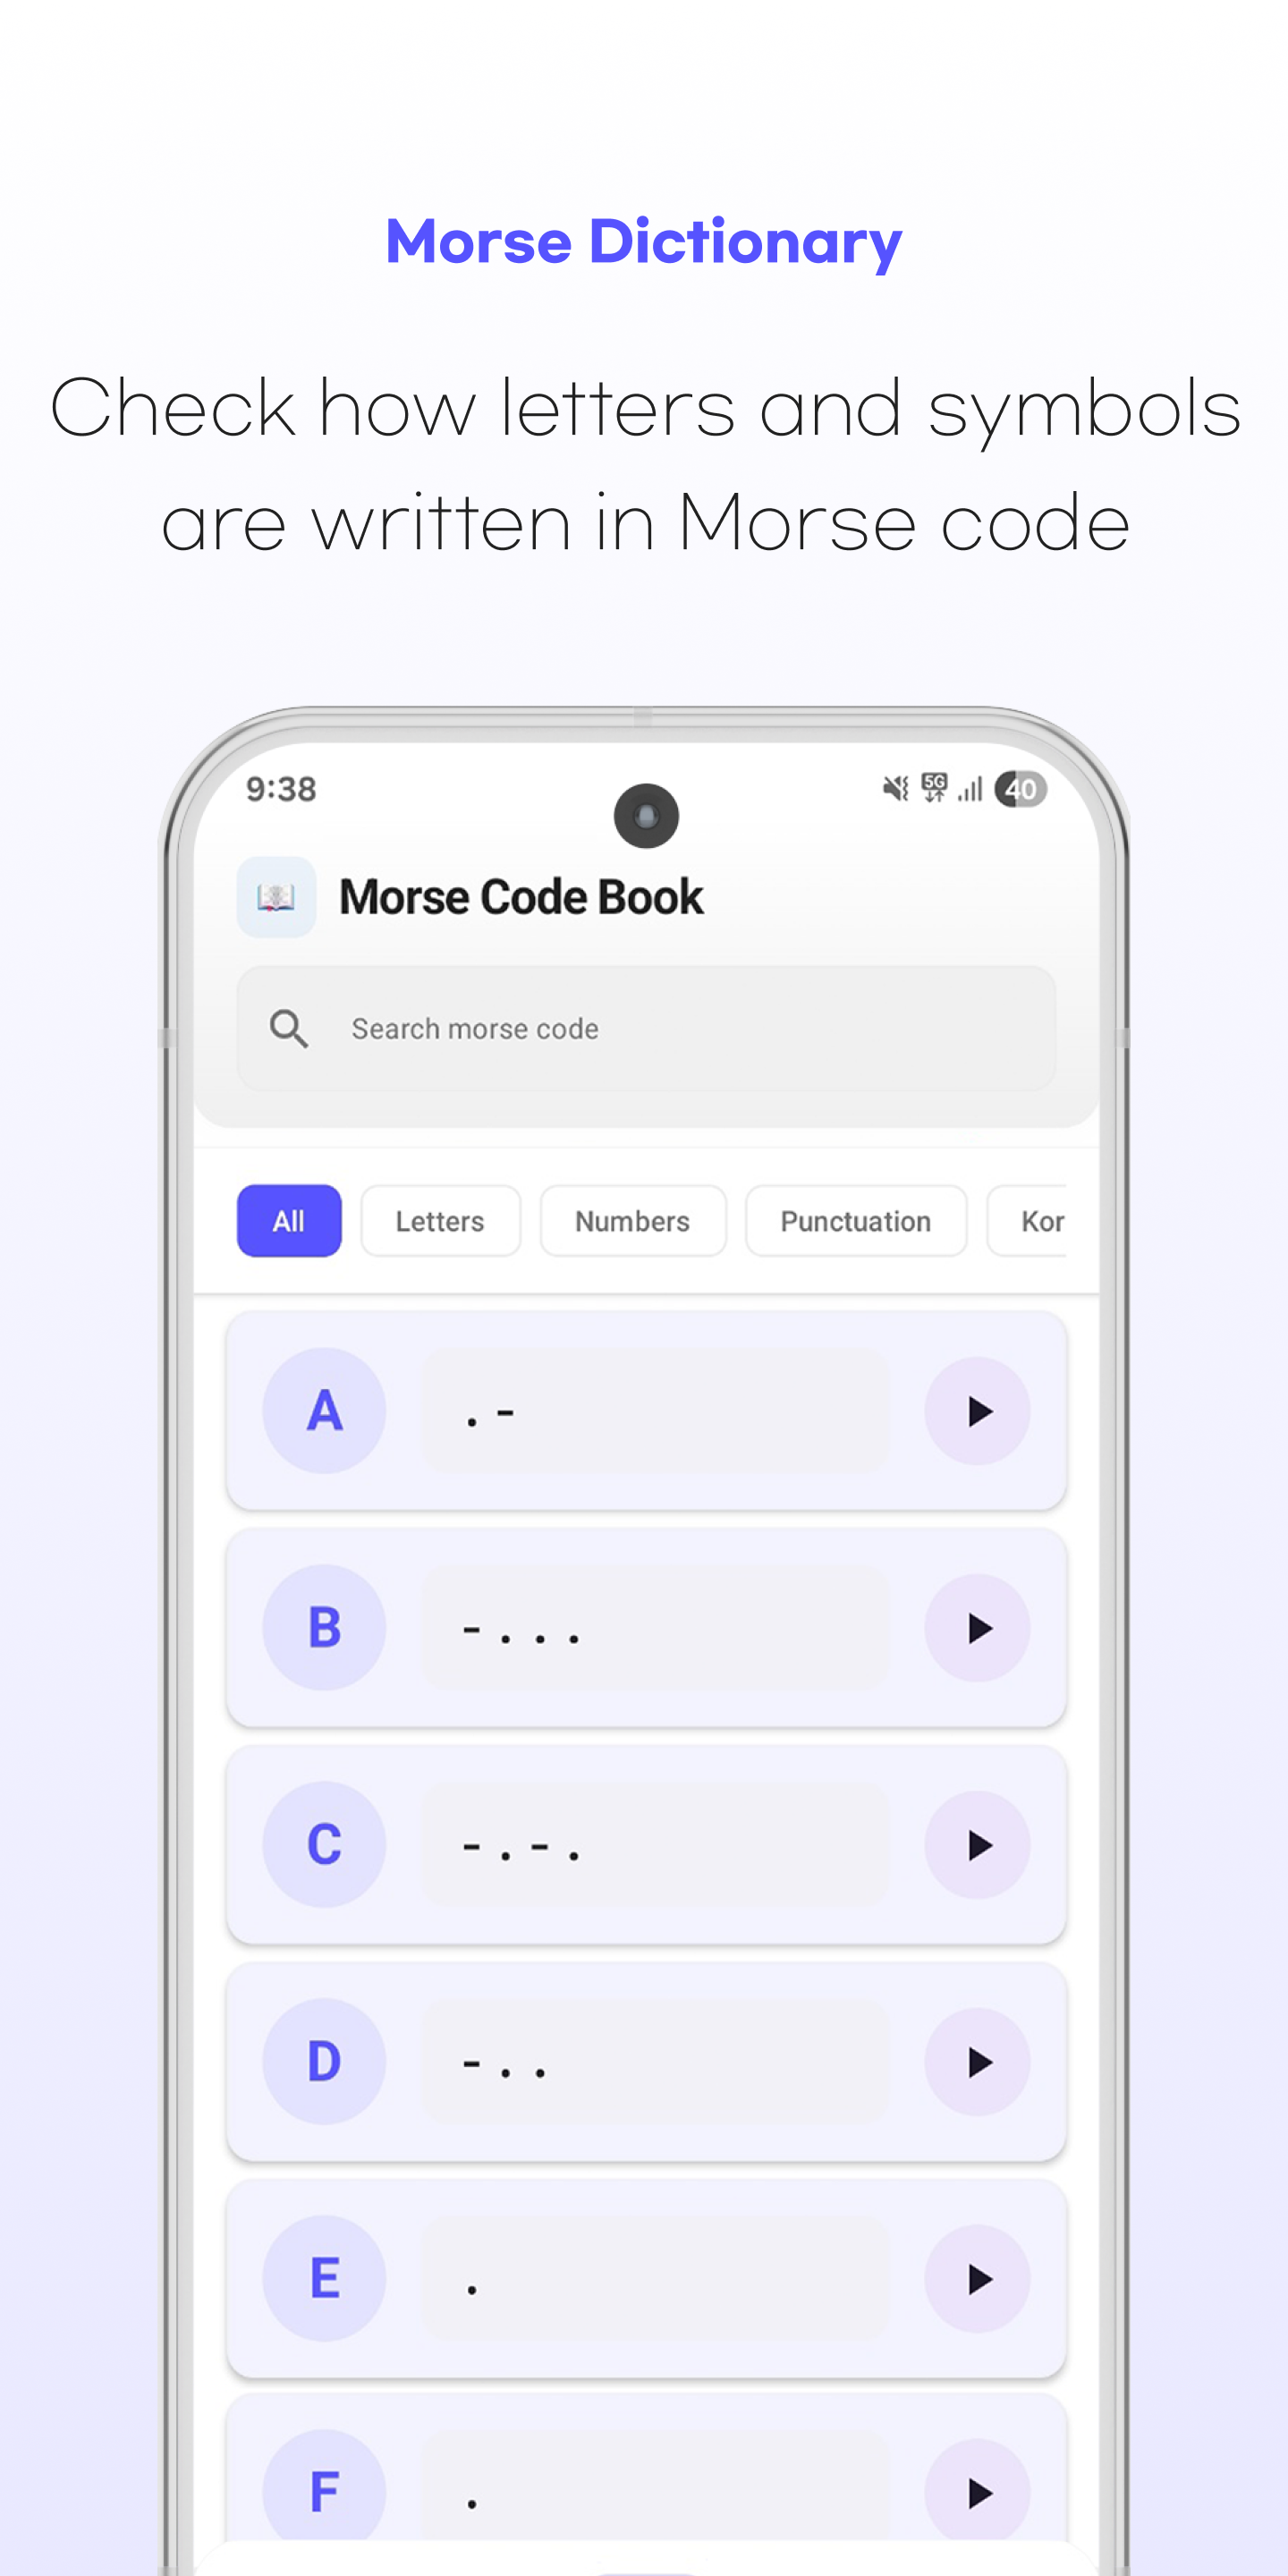 Morse Dictionary
Check how letters and symbols
are written in Morse code
9:38 5G 40
Morse Code Book
Search morse code
All Letters Numbers Punctuation Kor
A .-
B -...
C -.-.
D -..
E .
F .